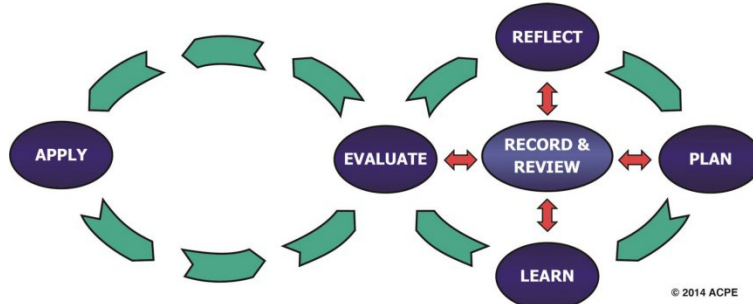 REFLECT
APPLY
EVALUATE
RECORD &
REVIEW
PLAN
LEARN
© 2014 ACPE